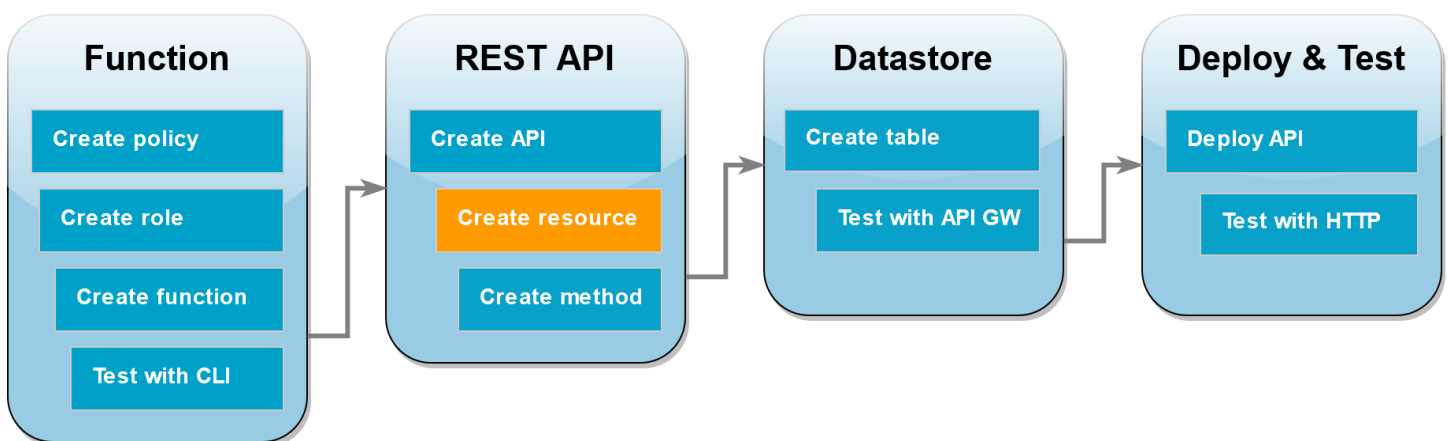 Function
Create policy
Create role
Create function
Test with CLI
REST API
Create API
Create resource
Create method
Datastore
Create table
Test with API GW
Deploy & Test
Deploy API
Test with HTTP